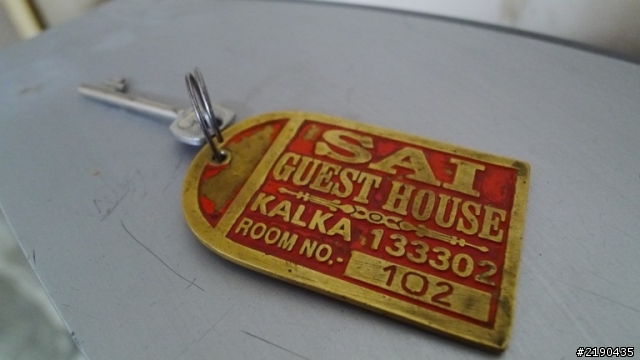 SAI
GUEST HOUSE
KALKA 133302
ROOM NO.- 102
#2190435